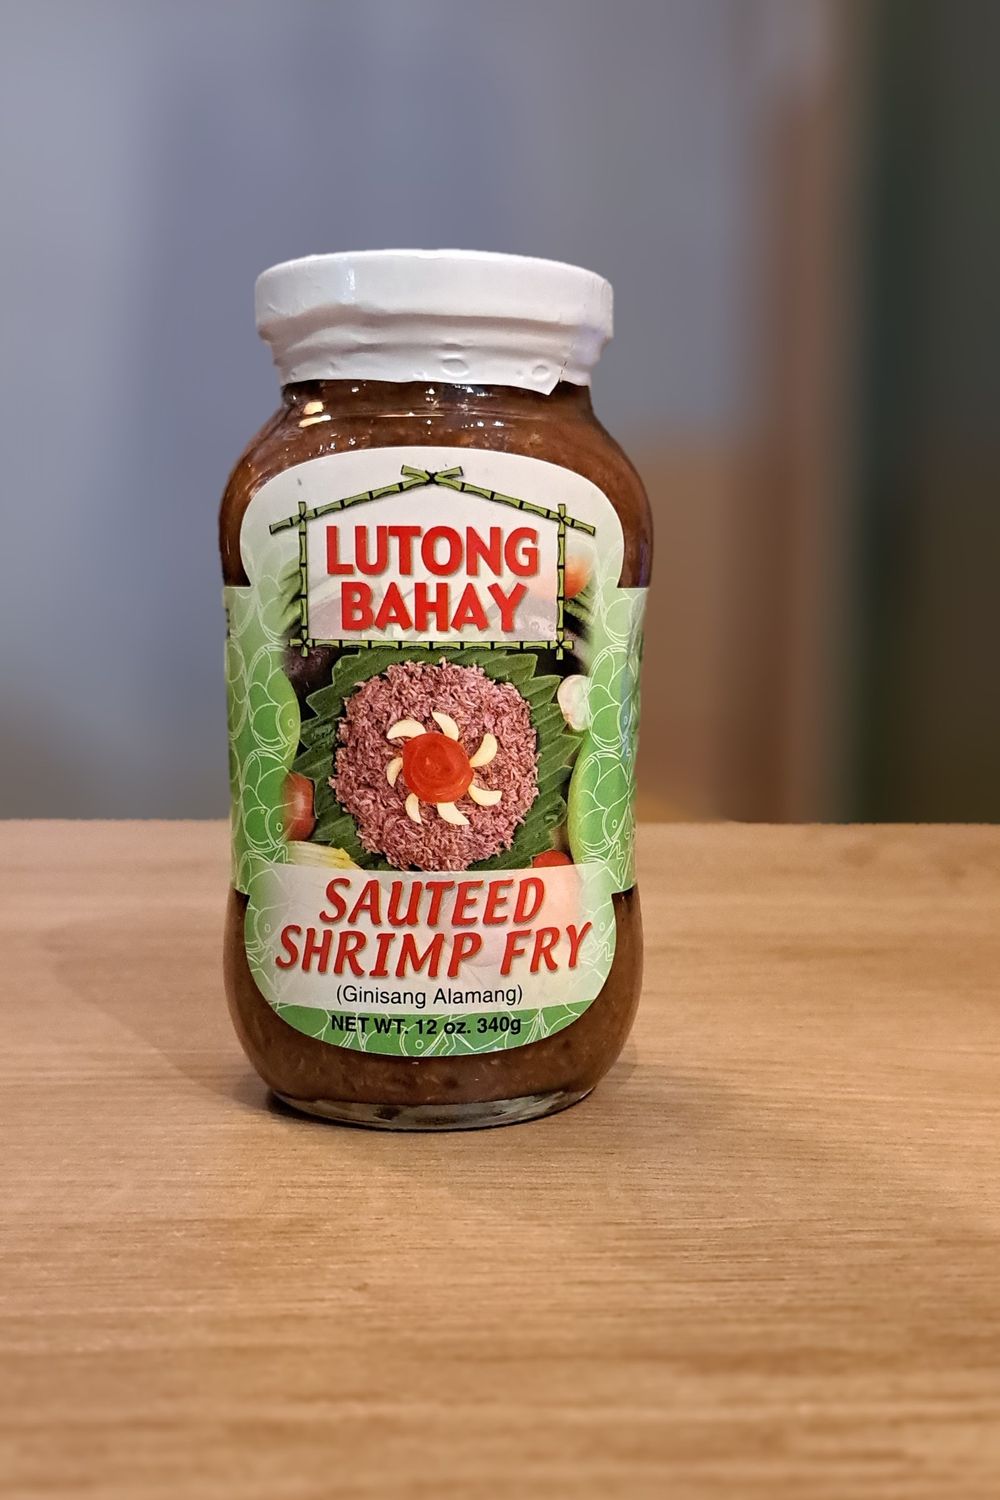 LUTONG
BAHAY
SAUTEED
SHRIMP FRY
(Ginisang Alamang)
NET WT. 12 oz. 340g